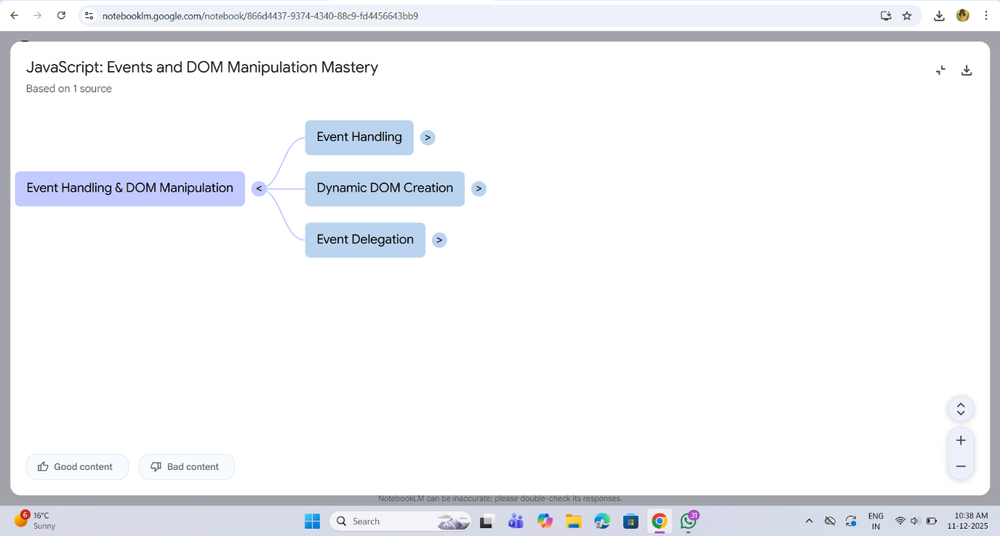 notebooklm.google.com/notebook/866d4437-9374-4340-88c9-fd4456643bb9
JavaScript: Events and DOM Manipulation Mastery
Based on 1 source
Event Handling >
Event Handling & DOM Manipulation <
Dynamic DOM Creation >
Event Delegation >
+
−
Good content
Bad content
NotebookLM can be inaccurate; please double-check its responses.
6
16°C
Sunny
Search
31
ENG
IN
10:38 AM
11-12-2025